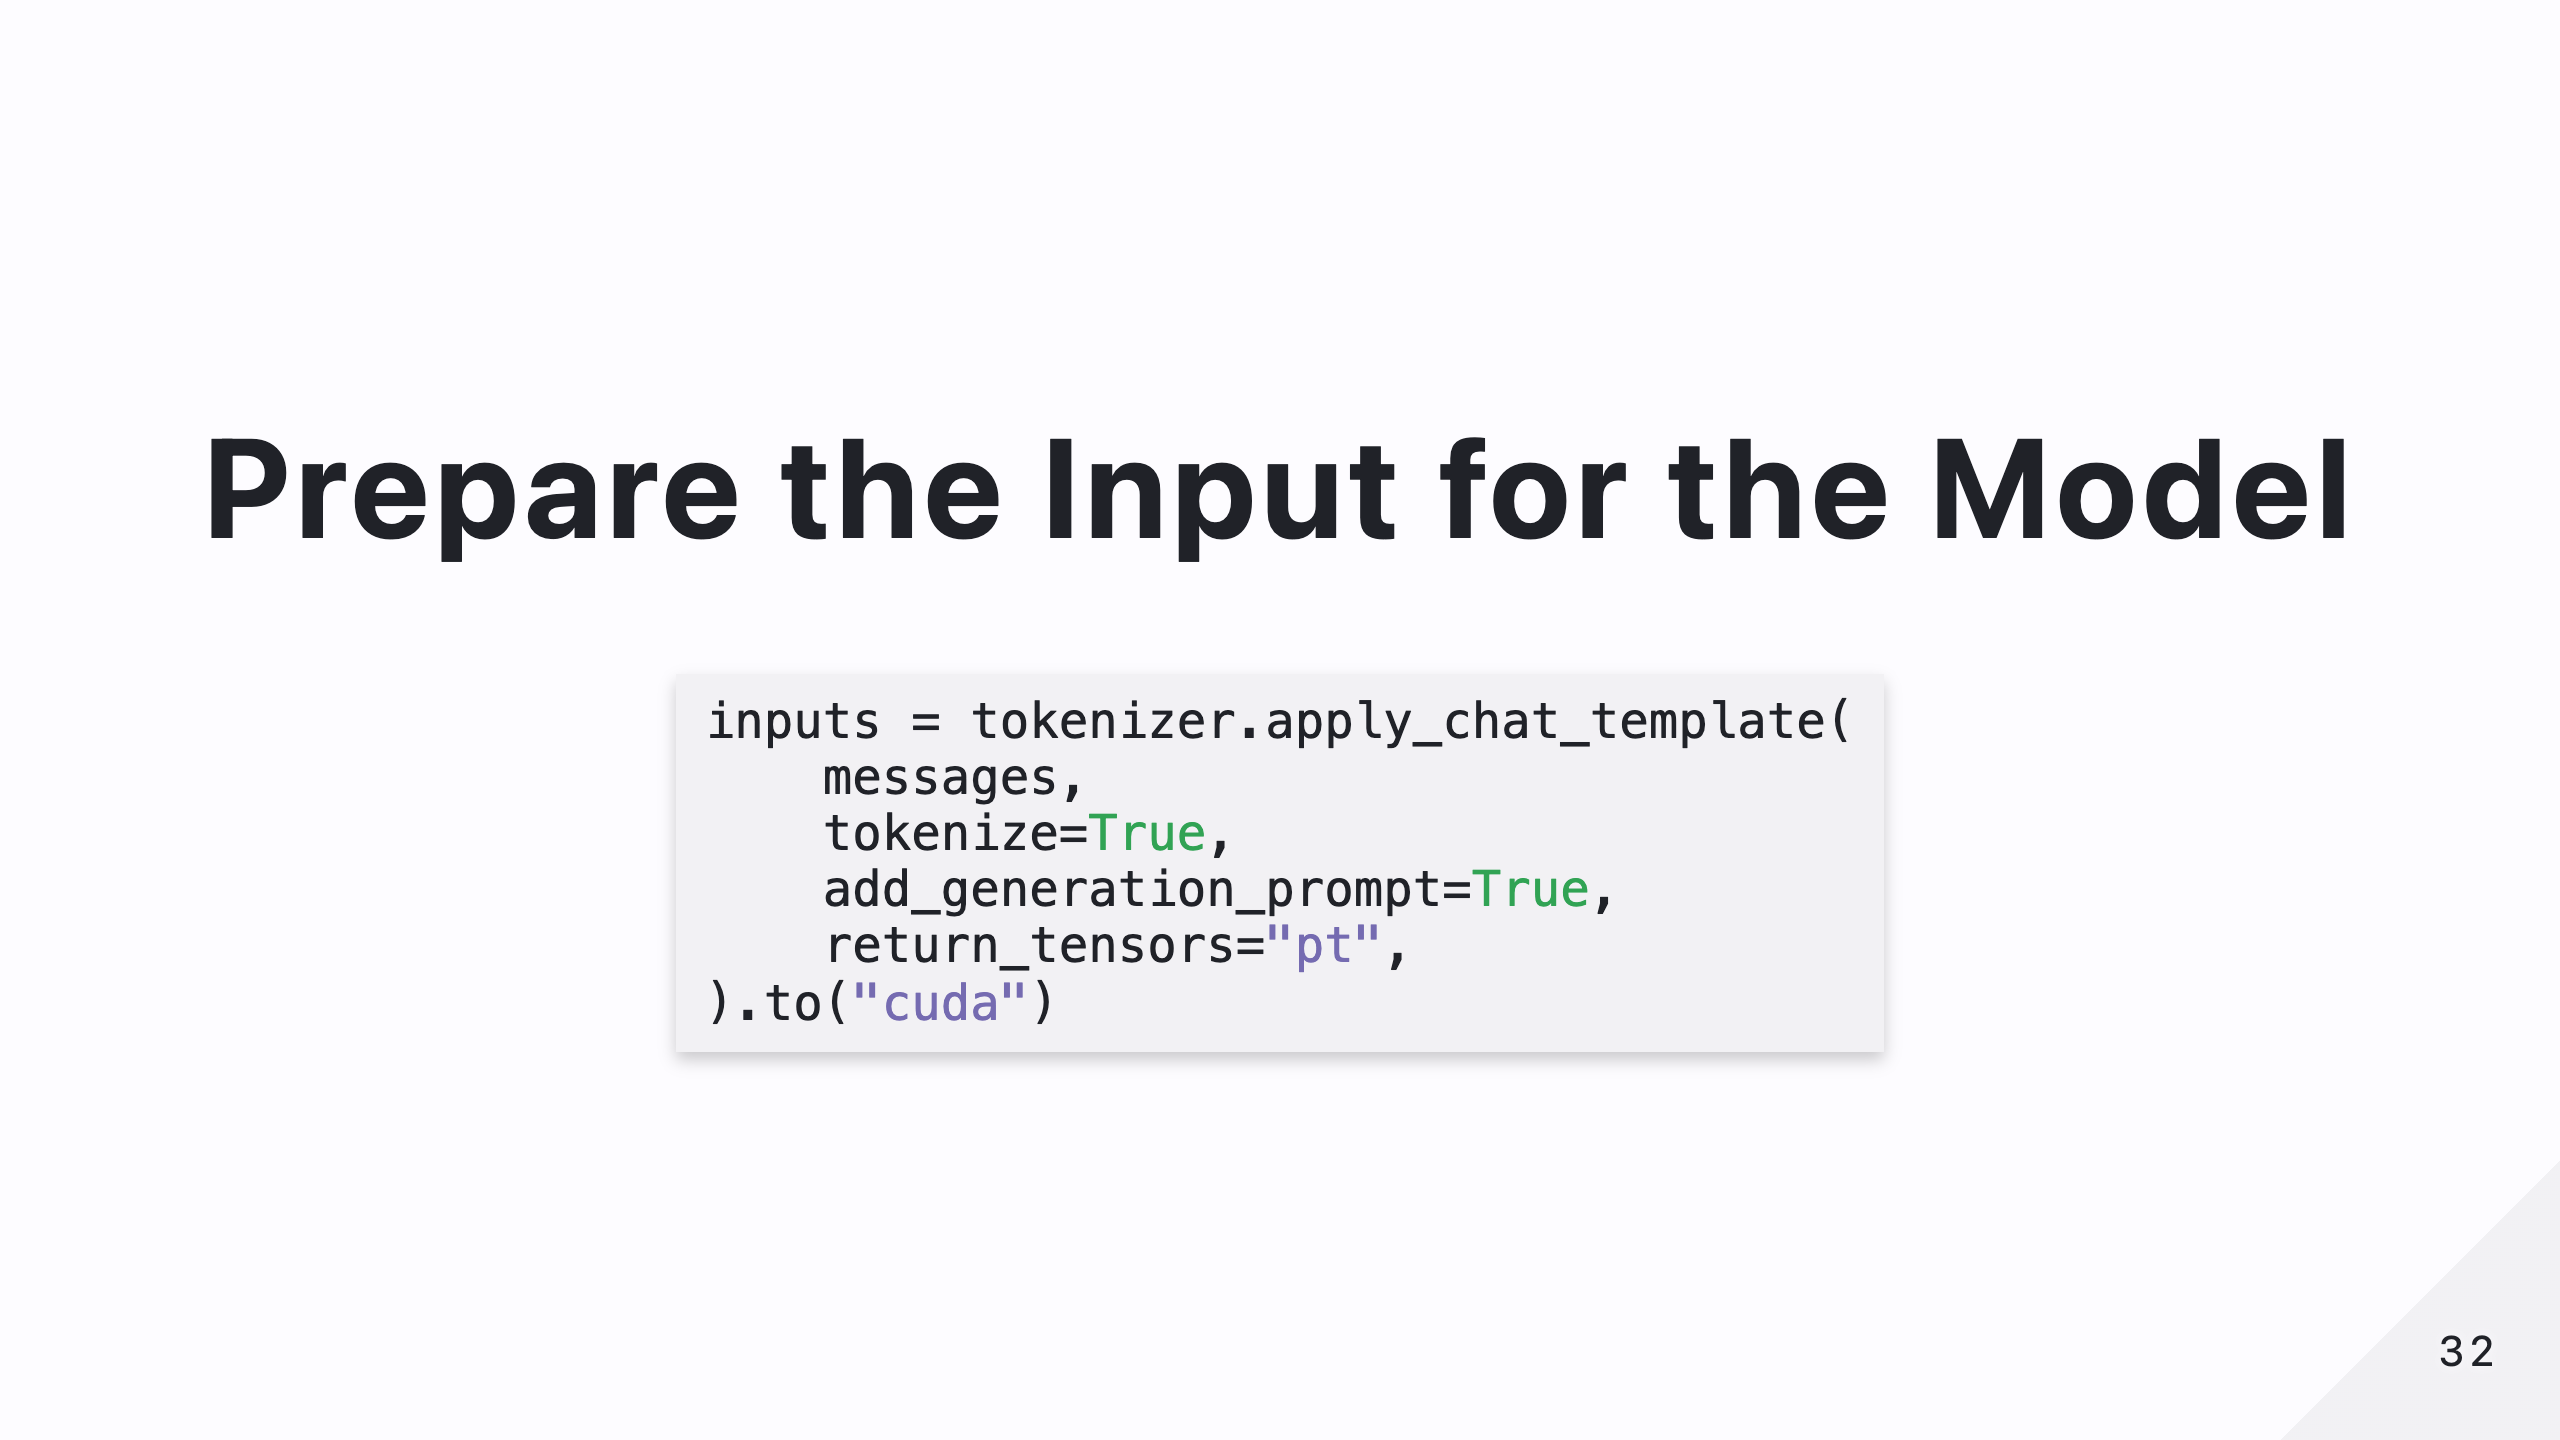 Prepare the Input for the Model
inputs = tokenizer.apply_chat_template(
    messages,
    tokenize=True,
    add_generation_prompt=True,
    return_tensors="pt",
).to("cuda")
32